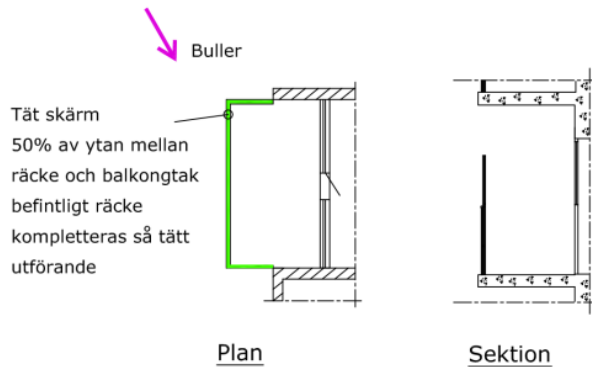 Buller
Tät skärm
50% av ytan mellan
räcke och balkongtak
befintligt räcke
kompletteras så tätt
utförande
Plan
Sektion